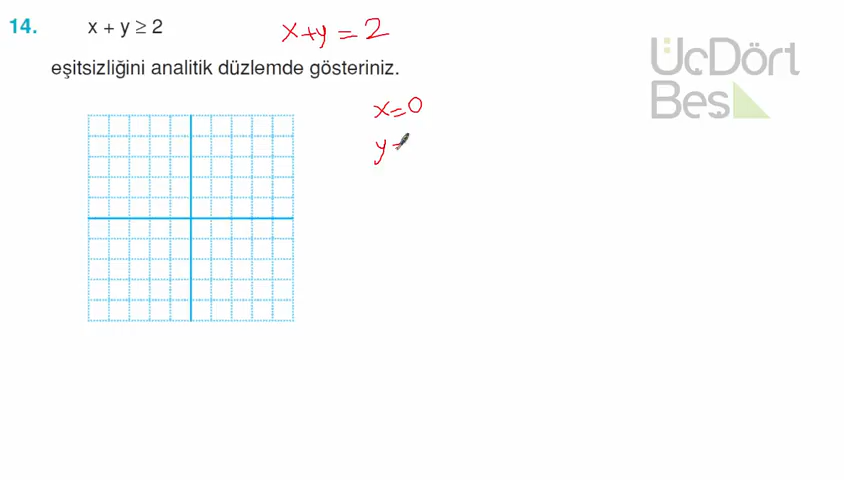 14. x + y ≥ 2
x+y = 2
eşitsizliğini analitik düzlemde gösteriniz.
x=0
y=
ÜçDört
Beş